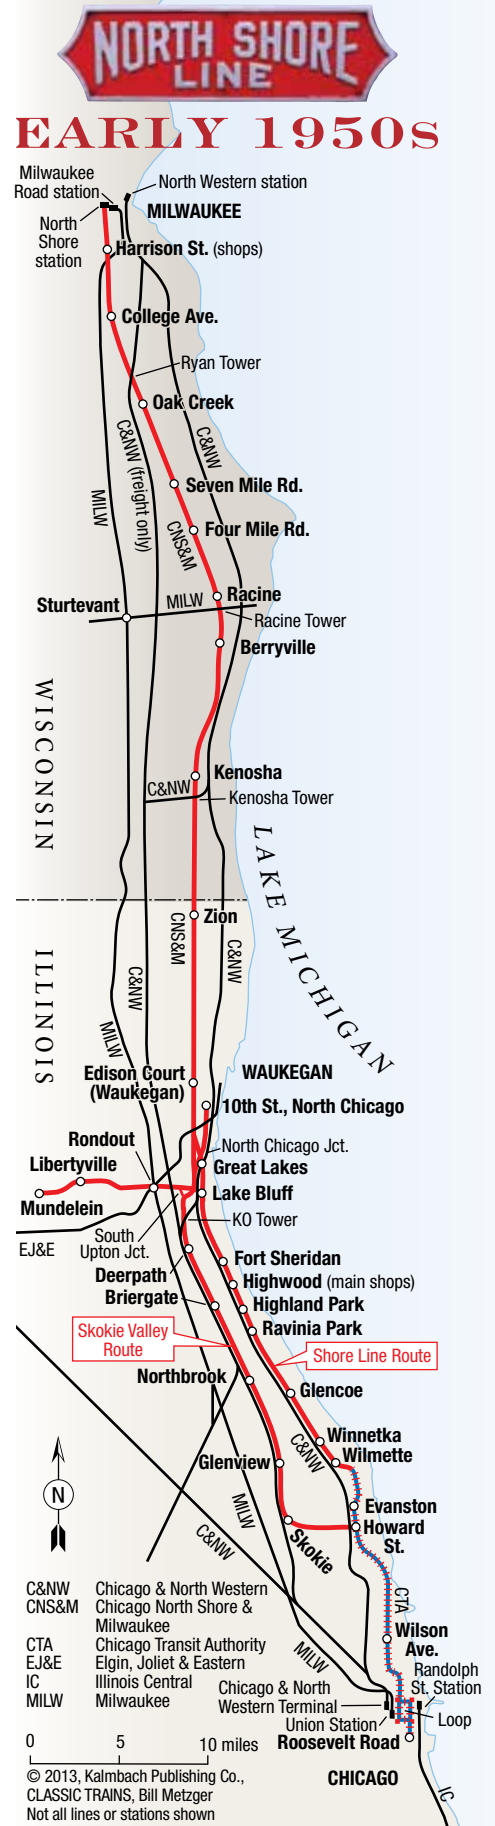 NORTH SHORE
LINE
EARLY 1950s
Milwaukee
Road station
North Western station
MILWAUKEE
North
Shore
station
Harrison St. (shops)
College Ave.
Ryan Tower
Oak Creek
C&NW
C&NW (freight only)
MILW
Seven Mile Rd.
CNS&M
Four Mile Rd.
Racine
MILW
Sturtevant
Racine Tower
Berryville
WISCONSIN
Kenosha
C&NW
Kenosha Tower
LAKE MICHIGAN
Zion
CNS&M
C&NW
ILLINOIS
C&NW
MILW
Edison Court
(Waukegan)
WAUKEGAN
10th St., North Chicago
Rondout
North Chicago Jct.
Libertyville
Great Lakes
Mundelein
Lake Bluff
South
Upton Jct.
KO Tower
EJ&E
Deerpath
Fort Sheridan
Briergate
Highwood (main shops)
Highland Park
Ravinia Park
Skokie Valley
Route
Shore Line Route
Northbrook
Glencoe
Winnetka
C&NW
Wilmette
Glenview
Evanston
MILW
Howard
St.
C&NW
Skokie
N
C&NW Chicago & North Western
CNS&M Chicago North Shore &
Milwaukee
CTA Chicago Transit Authority
EJ&E Elgin, Joliet & Eastern
IC Illinois Central
MILW Milwaukee
CTA
Wilson
Ave.
MILW
Randolph
St. Station
Chicago & North
Western Terminal
Union Station
Loop
Roosevelt Road
0 5 10 miles
CHICAGO
IC
© 2013, Kalmbach Publishing Co.,
CLASSIC TRAINS, Bill Metzger
Not all lines or stations shown